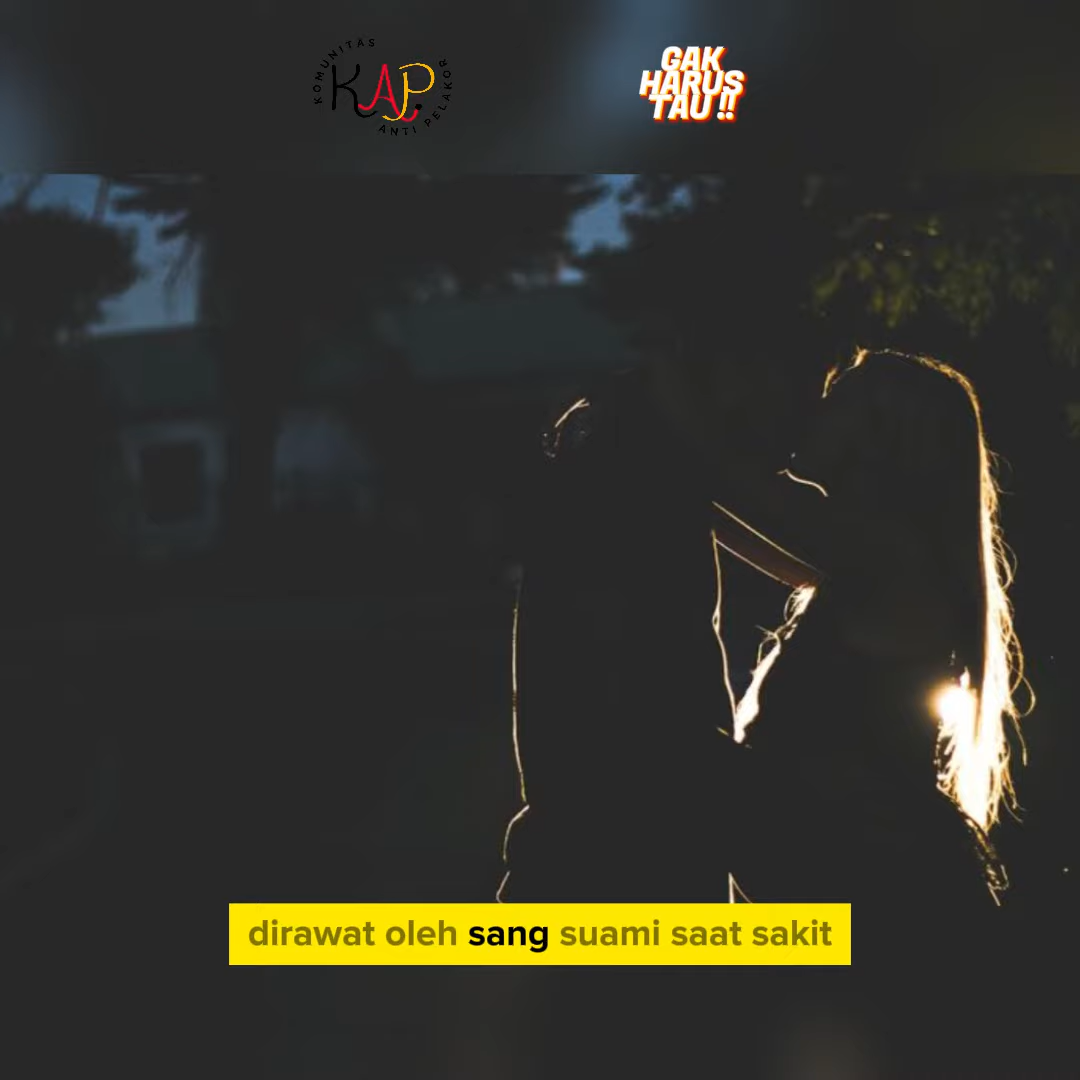 KOMUNITAS
KAP
ANTI PELAKOR
GAK
HARUS
TAU!!
dirawat oleh sang suami saat sakit